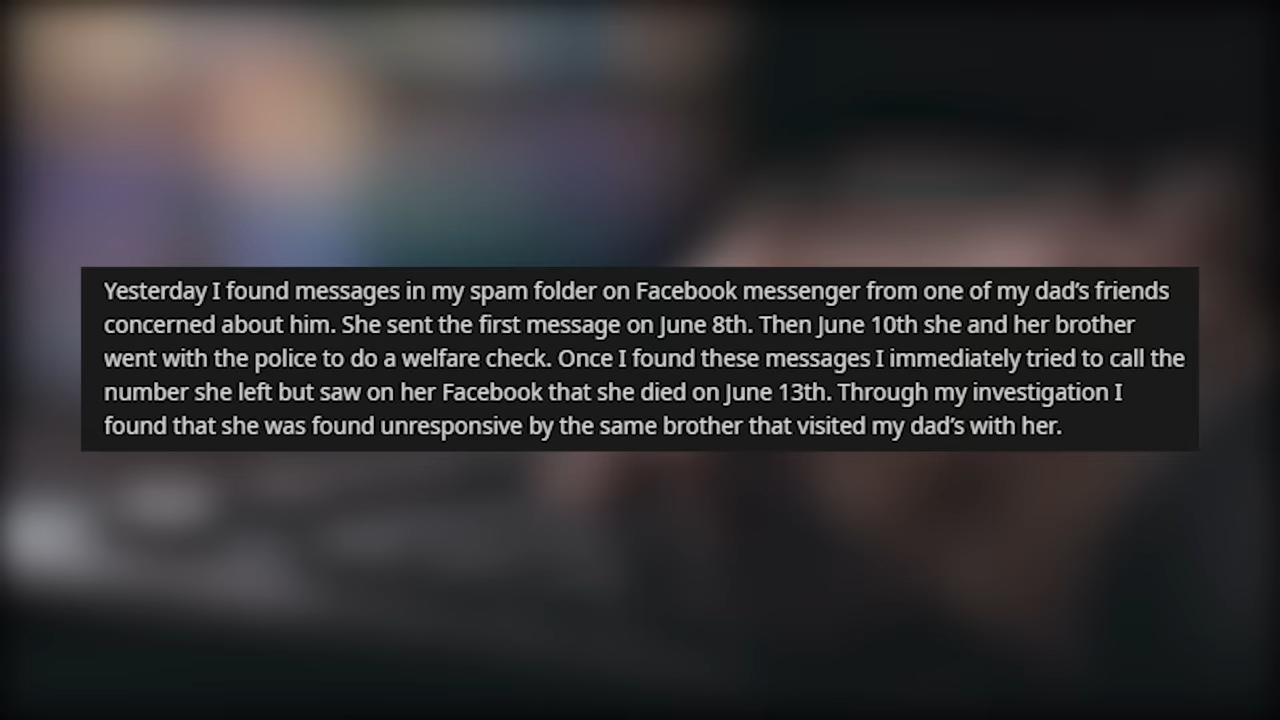 Yesterday I found messages in my spam folder on Facebook messenger from one of my dad's friends
concerned about him. She sent the first message on June 8th. Then June 10th she and her brother
went with the police to do a welfare check. Once I found these messages I immediately tried to call the
number she left but saw on her Facebook that she died on June 13th. Through my investigation I
found that she was found unresponsive by the same brother that visited my dad's with her.